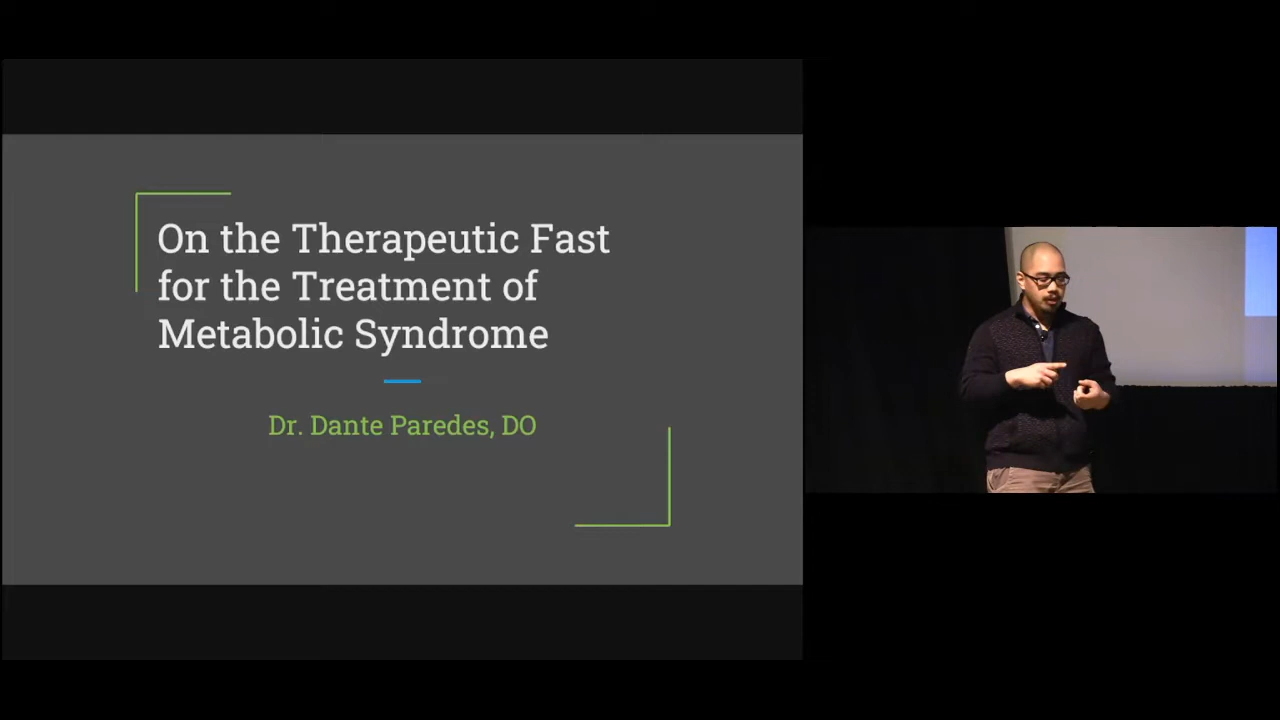 On the Therapeutic Fast
for the Treatment of
Metabolic Syndrome
Dr. Dante Paredes, DO